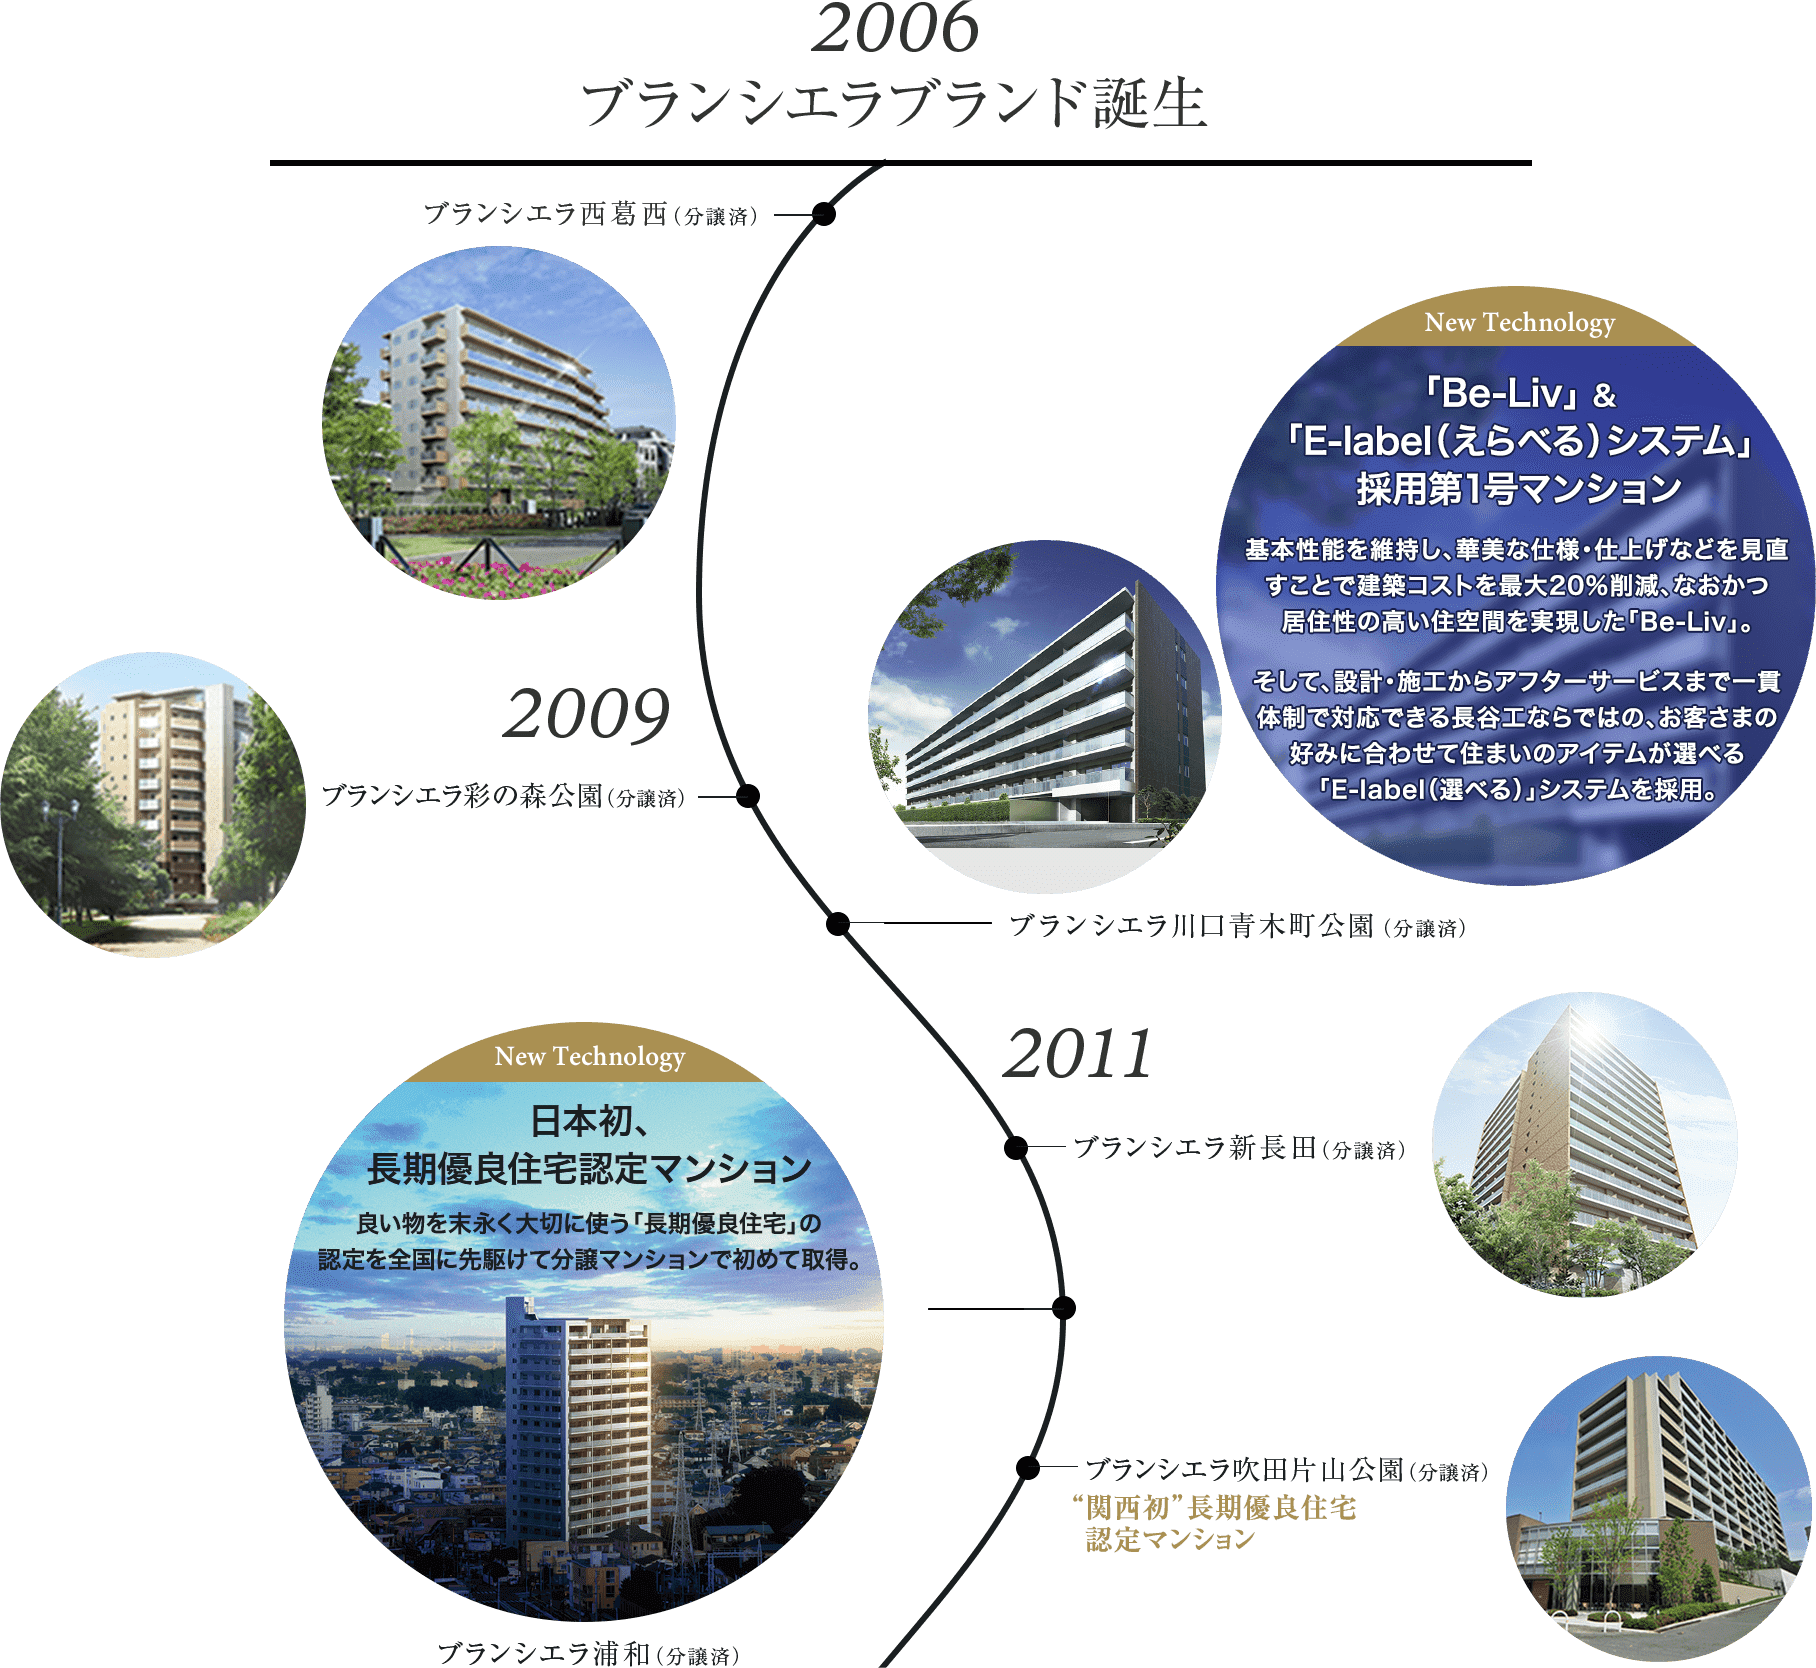 2006
ブランシエラブランド誕生
ブランシエラ西葛西（分譲済）
New Technology
「Be-Liv」&
「E-label（えらべる）システム」
採用第1号マンション
基本性能を維持し、華美な仕様・仕上げなどを見直
すことで建築コストを最大20％削減、なおかつ
居住性の高い住空間を実現した「Be-Liv」。
そして、設計・施工からアフターサービスまで一貫
体制で対応できる長谷工ならではの、お客さまの
好みに合わせて住まいのアイテムが選べる
「E-label（選べる）」システムを採用。
2009
ブランシエラ彩の森公園（分譲済）
ブランシエラ川口青木町公園（分譲済）
2011
ブランシエラ新長田（分譲済）
New Technology
日本初、
長期優良住宅認定マンション
良い物を末永く大切に使う「長期優良住宅」の
認定を全国に先駆けて分譲マンションで初めて取得。
ブランシエラ吹田片山公園（分譲済）
“関西初”長期優良住宅
認定マンション
ブランシエラ浦和（分譲済）